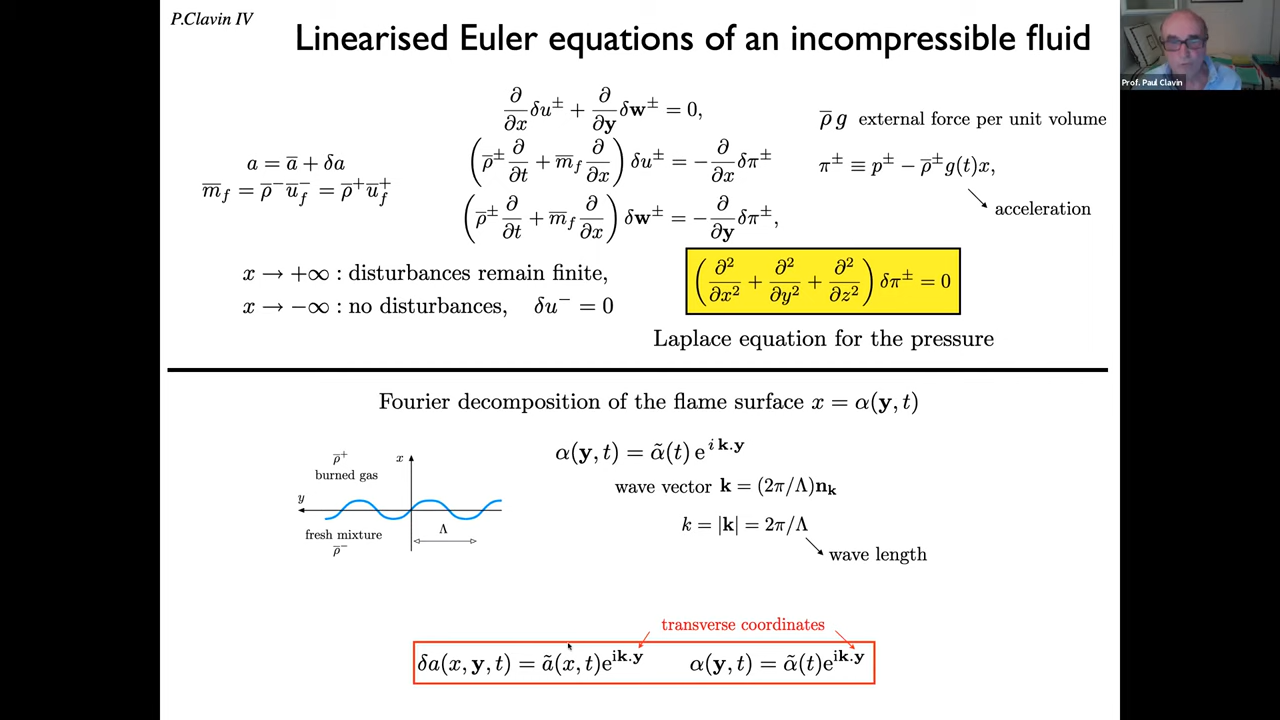 P.Clavin IV
Linearised Euler equations of an incompressible fluid
Prof. Paul Clavin
∂/∂x δu± + ∂/∂𝐲 δ𝐰± = 0,
ρ̅ g external force per unit volume
a = a̅ + δa
(ρ̅± ∂/∂t + m̅_f ∂/∂x) δu± = −∂/∂x δπ±
π± ≡ p± − ρ̅±g(t)x,
m̅_f = ρ̅⁻u̅_f⁻ = ρ̅⁺u̅_f⁺
acceleration
(ρ̅± ∂/∂t + m̅_f ∂/∂x) δ𝐰± = −∂/∂𝐲 δπ±,
x → +∞ : disturbances remain finite,
(∂²/∂x² + ∂²/∂y² + ∂²/∂z²) δπ± = 0
x → −∞ : no disturbances, δu⁻ = 0
Laplace equation for the pressure
Fourier decomposition of the flame surface x = α(𝐲, t)
α(𝐲, t) = α̃(t) e^{i 𝐤.𝐲}
ρ̅⁺
burned gas
x
y
fresh mixture
ρ̅⁻
Λ
wave vector 𝐤 = (2π/Λ)𝐧_𝐤
k = |𝐤| = 2π/Λ
wave length
transverse coordinates
δa(x, 𝐲, t) = ã(x, t)e^{i𝐤.𝐲} α(𝐲, t) = α̃(t)e^{i𝐤.𝐲}